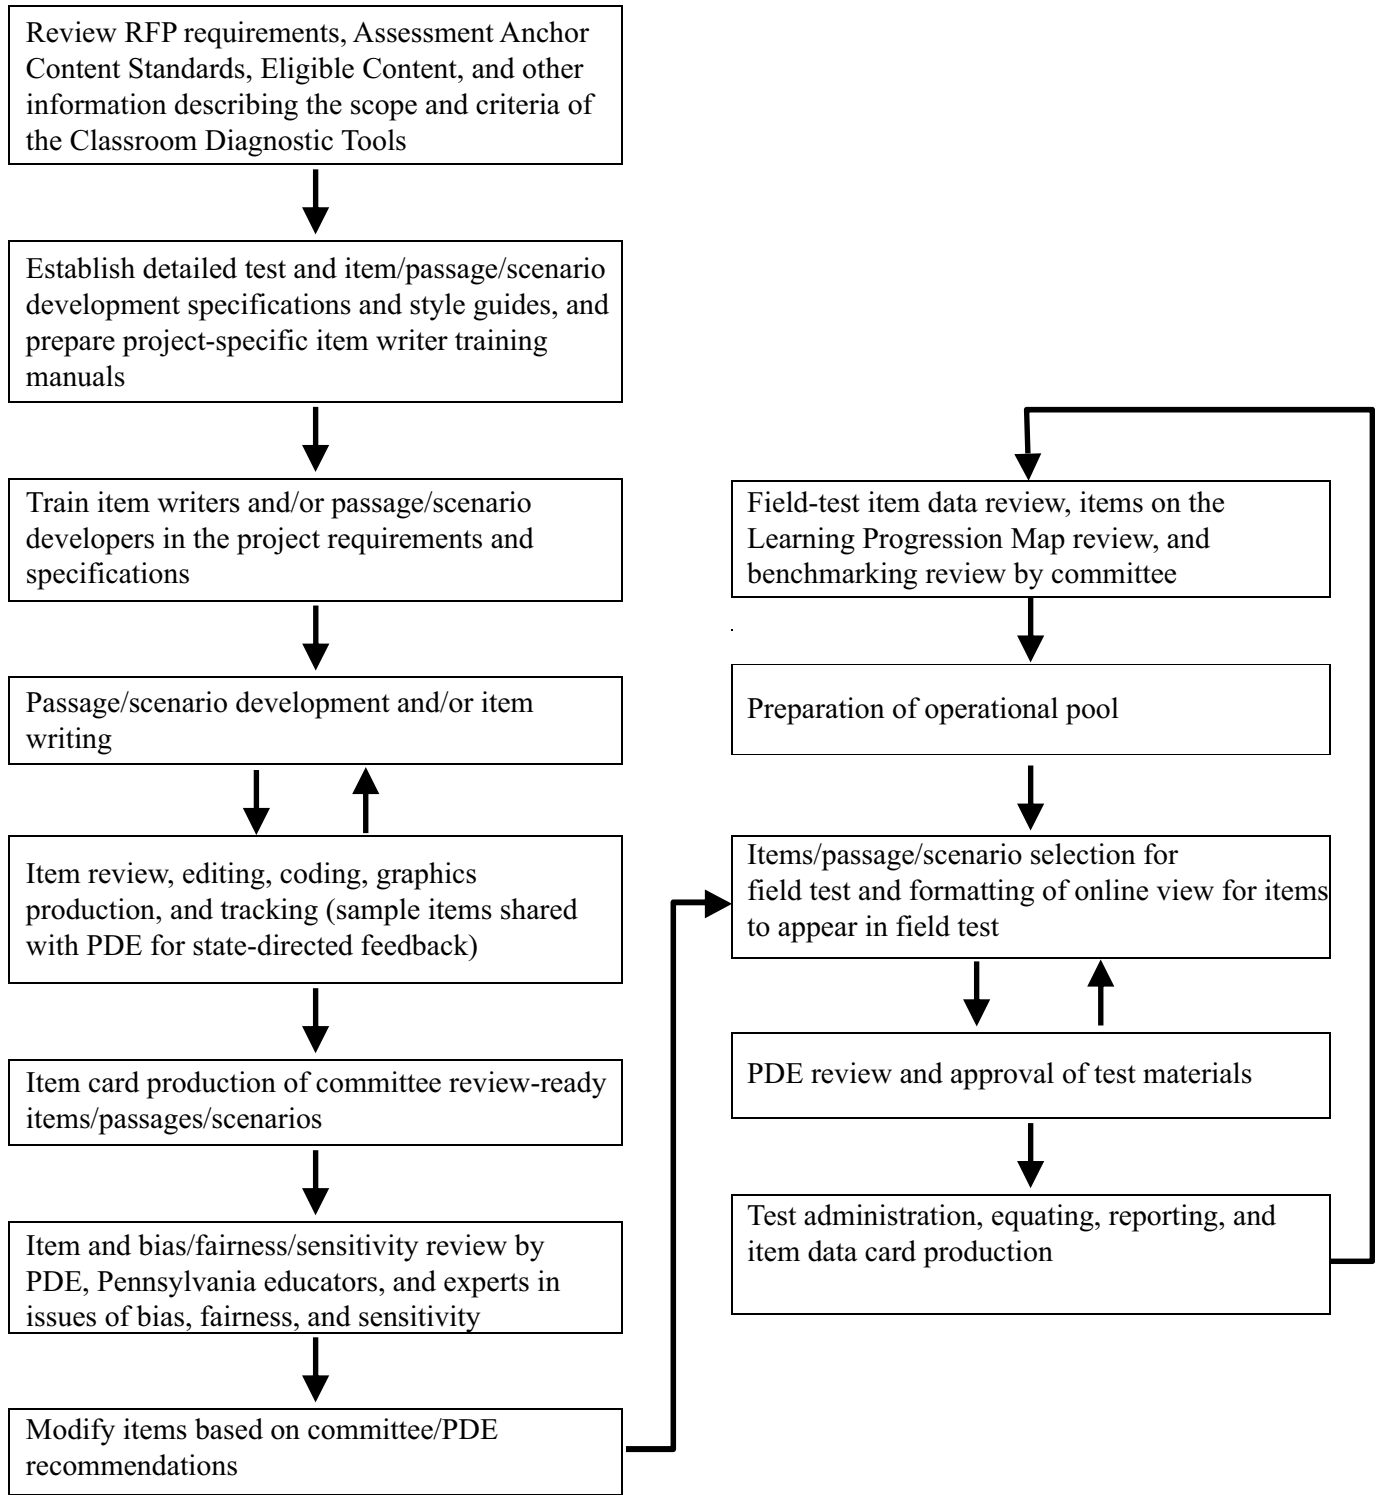 Review RFP requirements, Assessment Anchor
Content Standards, Eligible Content, and other
information describing the scope and criteria of
the Classroom Diagnostic Tools
Establish detailed test and item/passage/scenario
development specifications and style guides, and
prepare project-specific item writer training
manuals
Train item writers and/or passage/scenario
developers in the project requirements and
specifications
Passage/scenario development and/or item
writing
Item review, editing, coding, graphics
production, and tracking (sample items shared
with PDE for state-directed feedback)
Item card production of committee review-ready
items/passages/scenarios
Item and bias/fairness/sensitivity review by
PDE, Pennsylvania educators, and experts in
issues of bias, fairness, and sensitivity
Modify items based on committee/PDE
recommendations
Field-test item data review, items on the
Learning Progression Map review, and
benchmarking review by committee
Preparation of operational pool
Items/passage/scenario selection for
field test and formatting of online view for items
to appear in field test
PDE review and approval of test materials
Test administration, equating, reporting, and
item data card production